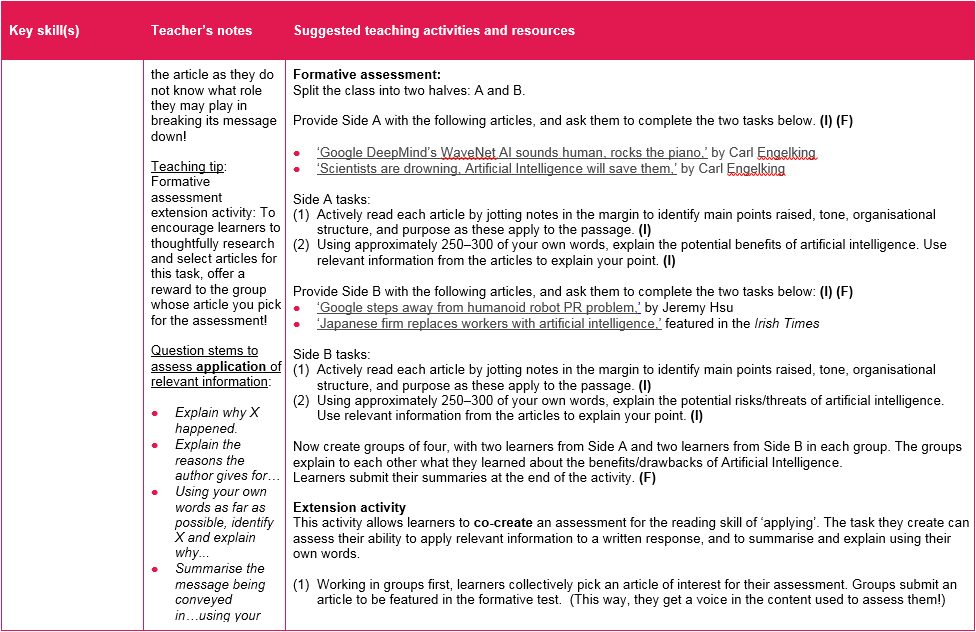 Key skill(s)
Teacher's notes
Suggested teaching activities and resources
the article as they do
not know what role
they may play in
breaking its message
down!
Teaching tip:
Formative
assessment
extension activity: To
encourage learners to
thoughtfully research
and select articles for
this task, offer a
reward to the group
whose article you pick
for the assessment!
Question stems to
assess application of
relevant information:
• Explain why X
happened.
• Explain the
reasons the
author gives for…
• Using your own
words as far as
possible, identify
X and explain
why...
• Summarise the
message being
conveyed
in…using your
Formative assessment:
Split the class into two halves: A and B.
Provide Side A with the following articles, and ask them to complete the two tasks below. (I) (F)
• 'Google DeepMind's WaveNet AI sounds human, rocks the piano,' by Carl Engelking
• 'Scientists are drowning, Artificial Intelligence will save them,' by Carl Engelking
Side A tasks:
(1) Actively read each article by jotting notes in the margin to identify main points raised, tone, organisational
structure, and purpose as these apply to the passage. (I)
(2) Using approximately 250–300 of your own words, explain the potential benefits of artificial intelligence. Use
relevant information from the articles to explain your point. (I)
Provide Side B with the following articles, and ask them to complete the two tasks below: (I) (F)
• 'Google steps away from humanoid robot PR problem,' by Jeremy Hsu
• 'Japanese firm replaces workers with artificial intelligence,' featured in the Irish Times
Side B tasks:
(1) Actively read each article by jotting notes in the margin to identify main points raised, tone, organisational
structure, and purpose as these apply to the passage. (I)
(2) Using approximately 250–300 of your own words, explain the potential risks/threats of artificial intelligence.
Use relevant information from the articles to explain your point. (I)
Now create groups of four, with two learners from Side A and two learners from Side B in each group. The groups
explain to each other what they learned about the benefits/drawbacks of Artificial Intelligence.
Learners submit their summaries at the end of the activity. (F)
Extension activity
This activity allows learners to co-create an assessment for the reading skill of 'applying'. The task they create can
assess their ability to apply relevant information to a written response, and to summarise and explain using their
own words.
(1) Working in groups first, learners collectively pick an article of interest for their assessment. Groups submit an
article to be featured in the formative test. (This way, they get a voice in the content used to assess them!)